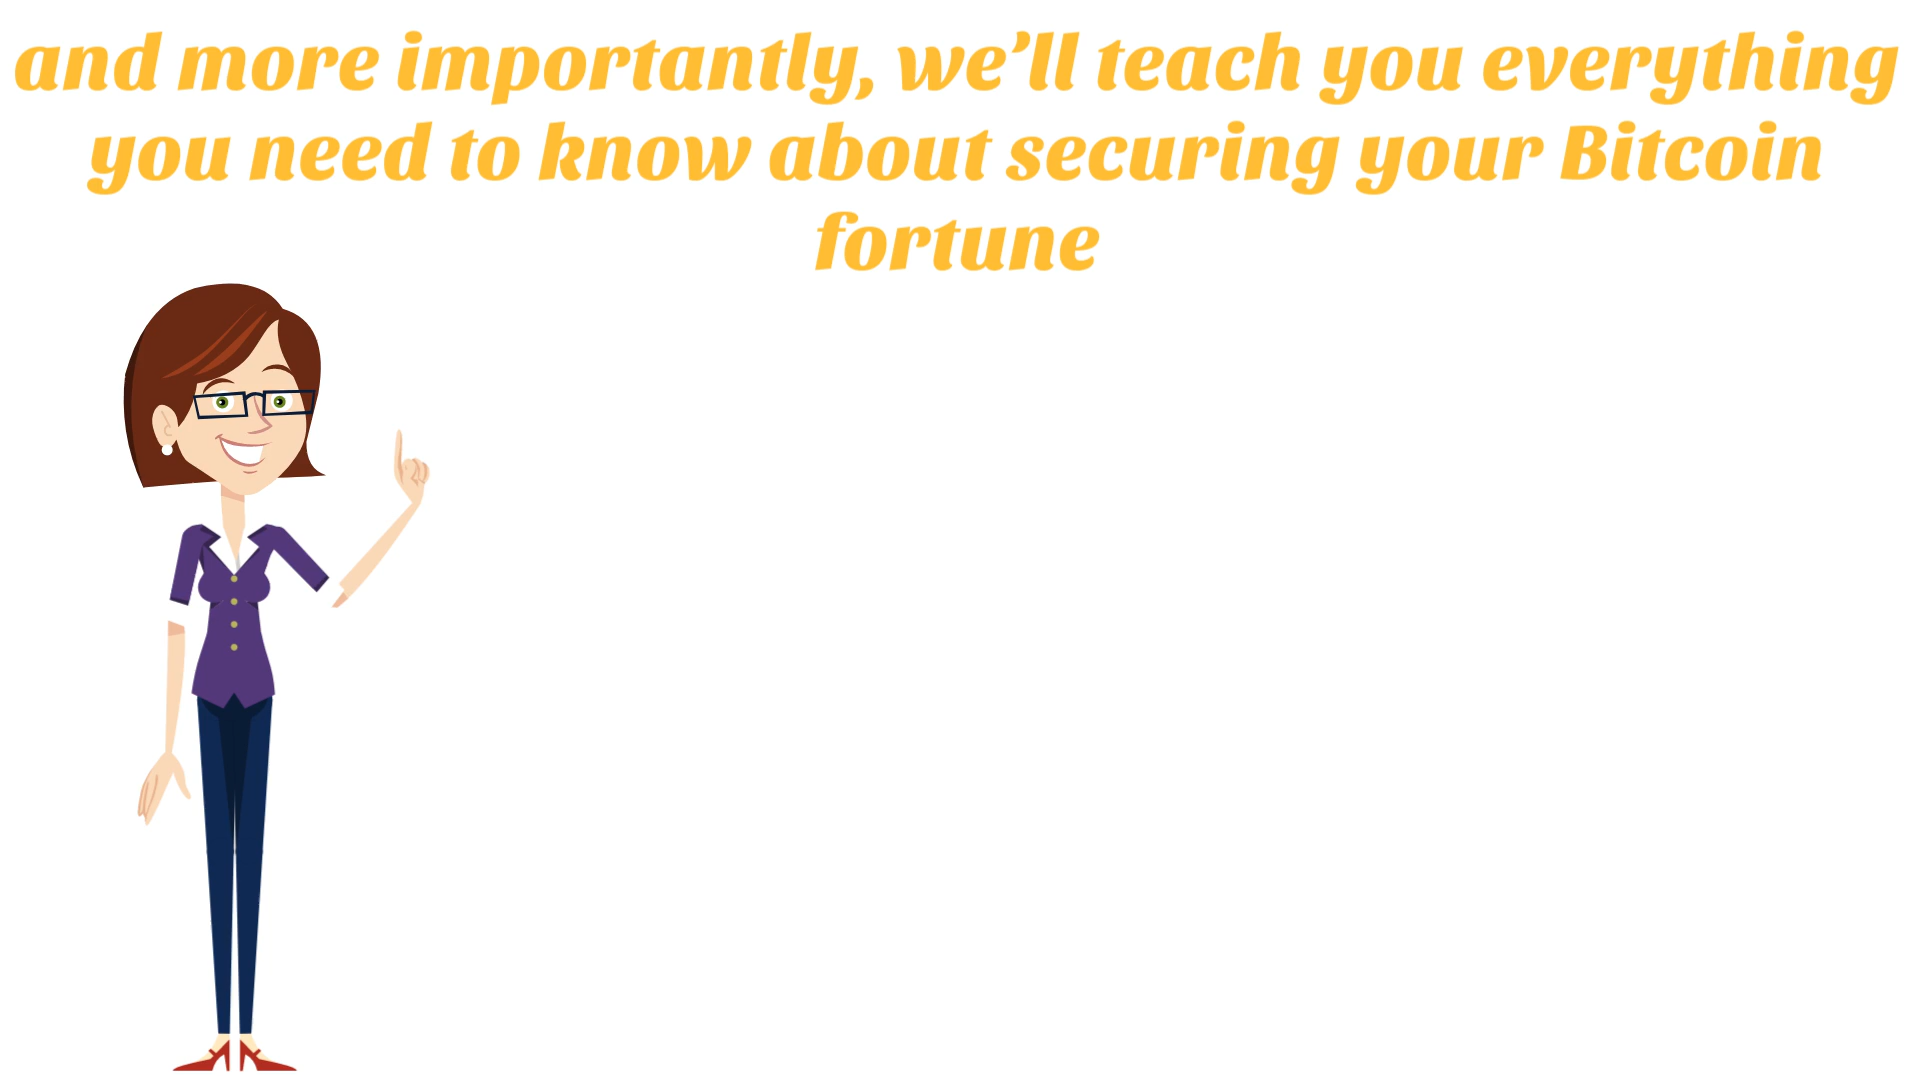 and more importantly, we’ll teach you everything
you need to know about securing your Bitcoin
fortune